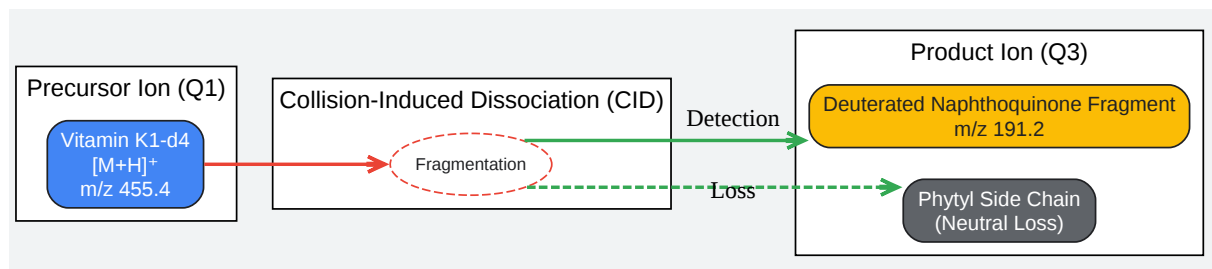 Precursor Ion (Q1)
Vitamin K1-d4
[M+H]⁺
m/z 455.4
Collision-Induced Dissociation (CID)
Fragmentation
Detection
Loss
Product Ion (Q3)
Deuterated Naphthoquinone Fragment
m/z 191.2
Phytyl Side Chain
(Neutral Loss)